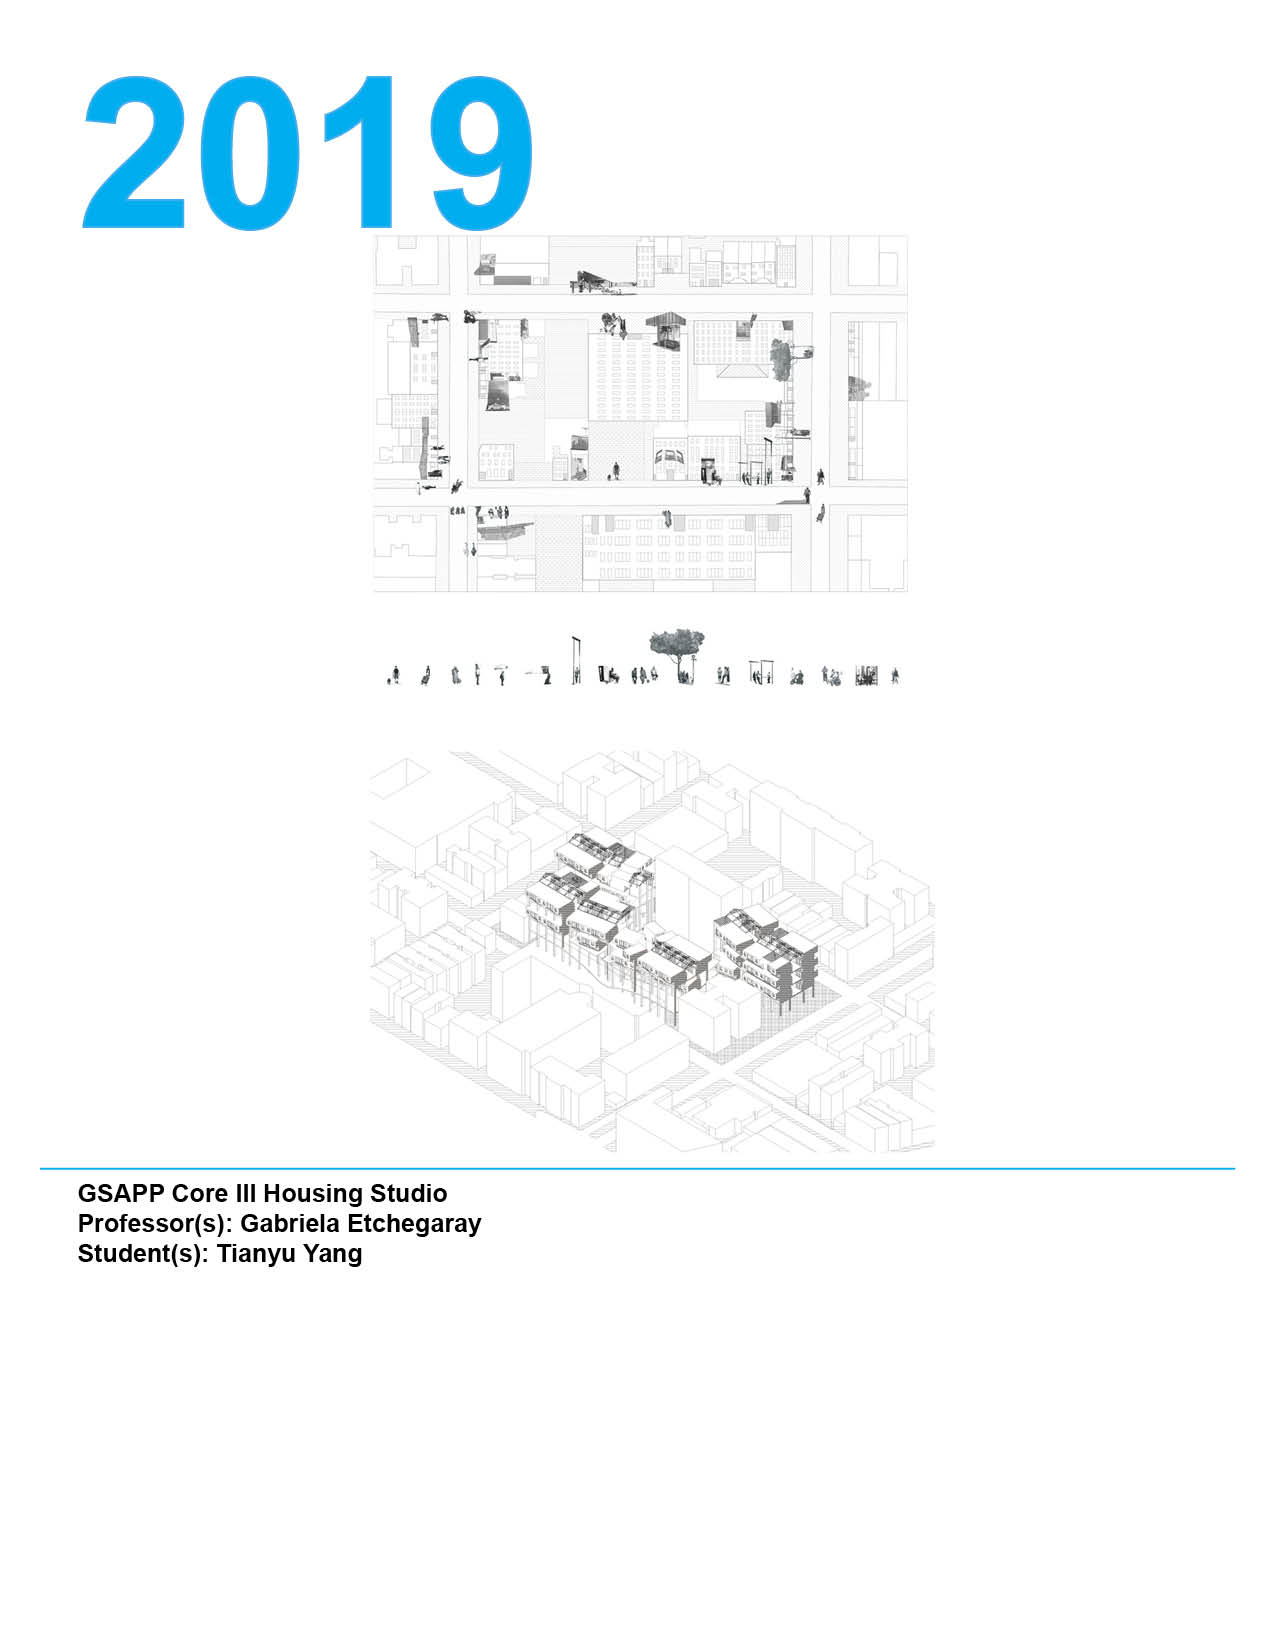 2019
GSAPP Core III Housing Studio
Professor(s): Gabriela Etchegaray
Student(s): Tianyu Yang